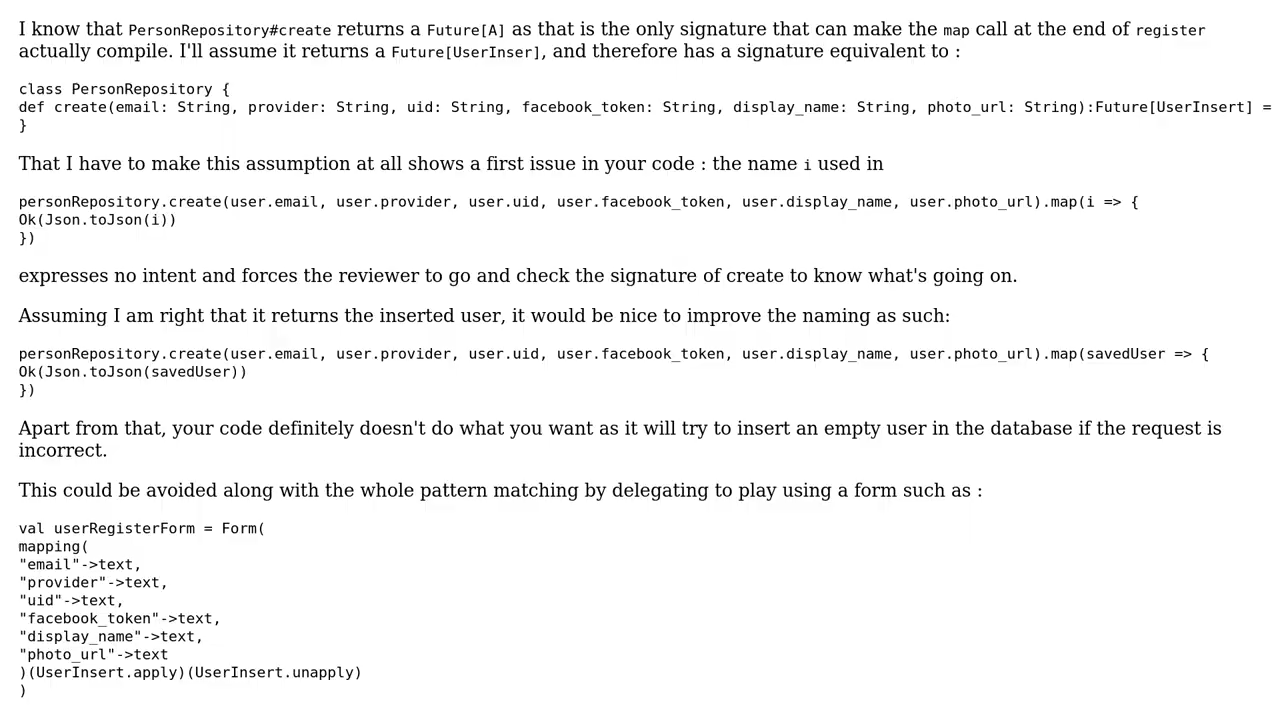 I know that PersonRepository#create returns a Future[A] as that is the only signature that can make the map call at the end of register
actually compile. I'll assume it returns a Future[UserInser], and therefore has a signature equivalent to :
class PersonRepository {
def create(email: String, provider: String, uid: String, facebook_token: String, display_name: String, photo_url: String):Future[UserInsert] =
}
That I have to make this assumption at all shows a first issue in your code : the name i used in
personRepository.create(user.email, user.provider, user.uid, user.facebook_token, user.display_name, user.photo_url).map(i => {
Ok(Json.toJson(i))
})
expresses no intent and forces the reviewer to go and check the signature of create to know what's going on.
Assuming I am right that it returns the inserted user, it would be nice to improve the naming as such:
personRepository.create(user.email, user.provider, user.uid, user.facebook_token, user.display_name, user.photo_url).map(savedUser => {
Ok(Json.toJson(savedUser))
})
Apart from that, your code definitely doesn't do what you want as it will try to insert an empty user in the database if the request is
incorrect.
This could be avoided along with the whole pattern matching by delegating to play using a form such as :
val userRegisterForm = Form(
mapping(
"email"->text,
"provider"->text,
"uid"->text,
"facebook_token"->text,
"display_name"->text,
"photo_url"->text
)(UserInsert.apply)(UserInsert.unapply)
)